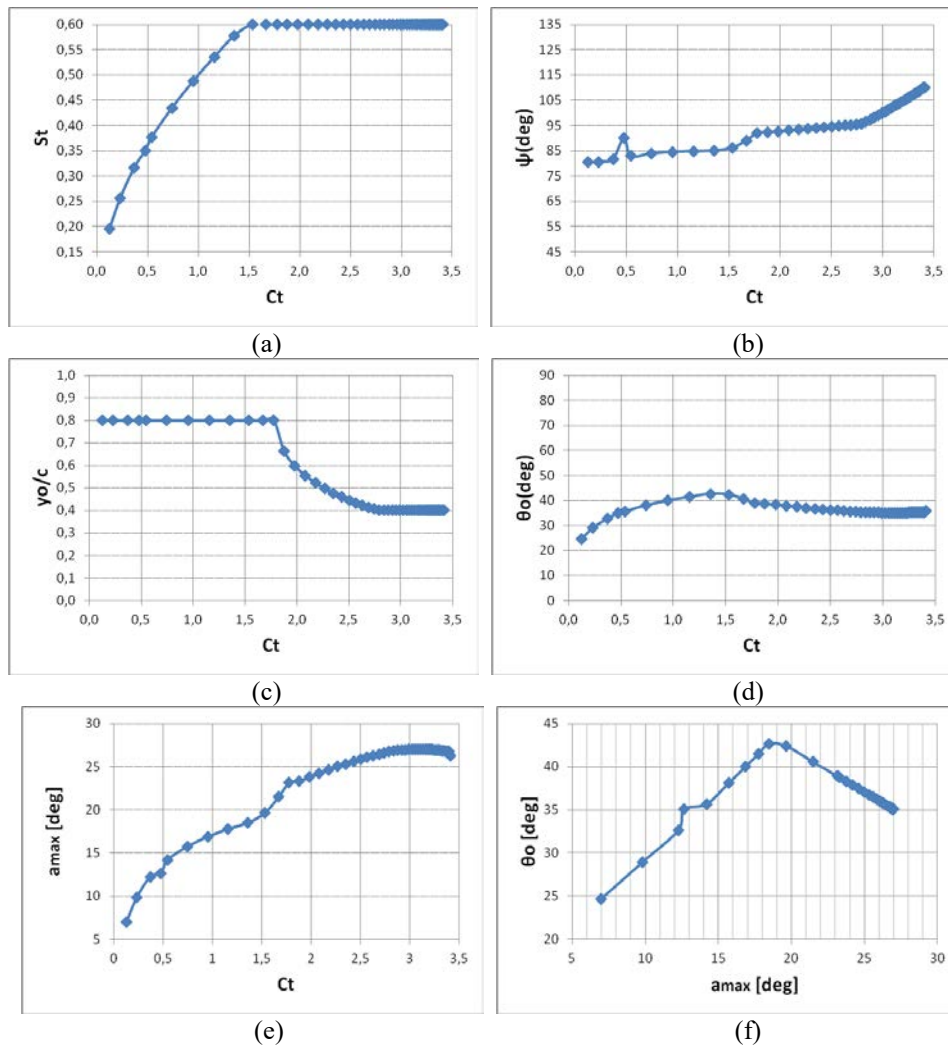 0,60
0,55
0,50
0,45
0,40
0,35
0,30
0,25
0,20
0,15
St
0,0 0,5 1,0 1,5 2,0 2,5 3,0 3,5
Ct
(a)
135
125
115
105
95
85
75
65
55
45
ψ(deg)
0,0 0,5 1,0 1,5 2,0 2,5 3,0 3,5
Ct
(b)
1,0
0,9
0,8
0,7
0,6
0,5
0,4
0,3
0,2
0,1
0,0
yo/c
0,0 0,5 1,0 1,5 2,0 2,5 3,0 3,5
Ct
(c)
90
80
70
60
50
40
30
20
10
0
θo(deg)
0,0 0,5 1,0 1,5 2,0 2,5 3,0 3,5
Ct
(d)
30
25
20
15
10
5
amax [deg]
0 0,5 1 1,5 2 2,5 3 3,5
Ct
(e)
45
40
35
30
25
20
θo [deg]
5 10 15 20 25 30
amax [deg]
(f)